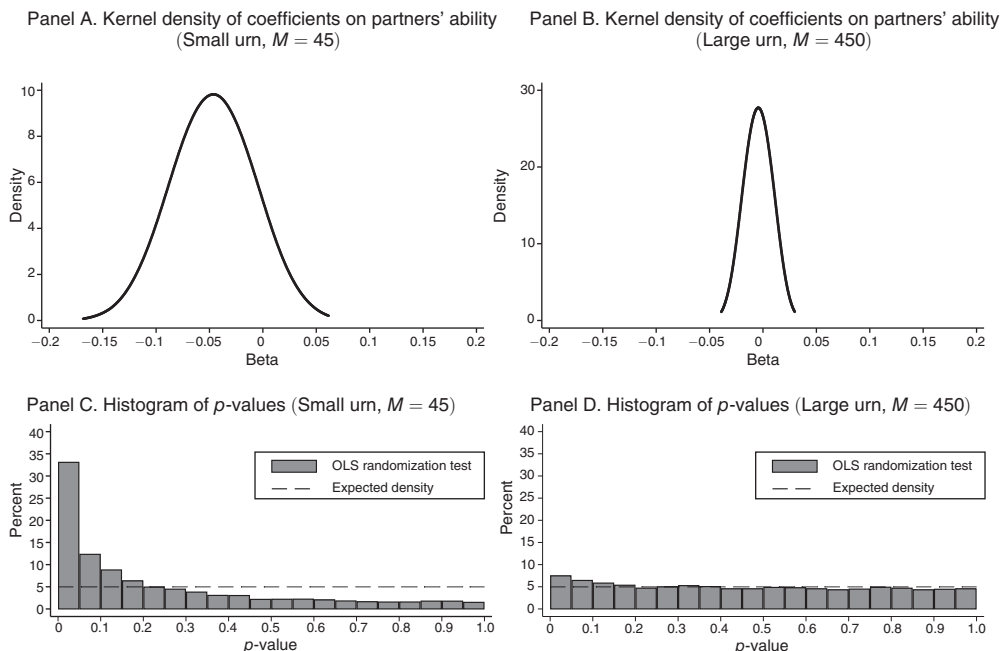 Panel A. Kernel density of coefficients on partners’ ability
(Small urn, M = 45)
10
8
6
4
2
0
Density
−0.2 −0.15 −0.1 −0.05 0 0.05 0.1 0.15 0.2
Beta
Panel B. Kernel density of coefficients on partners’ ability
(Large urn, M = 450)
30
20
10
0
Density
−0.2 −0.15 −0.1 −0.05 0 0.05 0.1 0.15 0.2
Beta
Panel C. Histogram of p-values (Small urn, M = 45)
40
35
30
25
20
15
10
5
0
Percent
OLS randomization test
Expected density
0 0.1 0.2 0.3 0.4 0.5 0.6 0.7 0.8 0.9 1.0
p-value
Panel D. Histogram of p-values (Large urn, M = 450)
40
35
30
25
20
15
10
5
0
Percent
OLS randomization test
Expected density
0 0.1 0.2 0.3 0.4 0.5 0.6 0.7 0.8 0.9 1.0
p-value